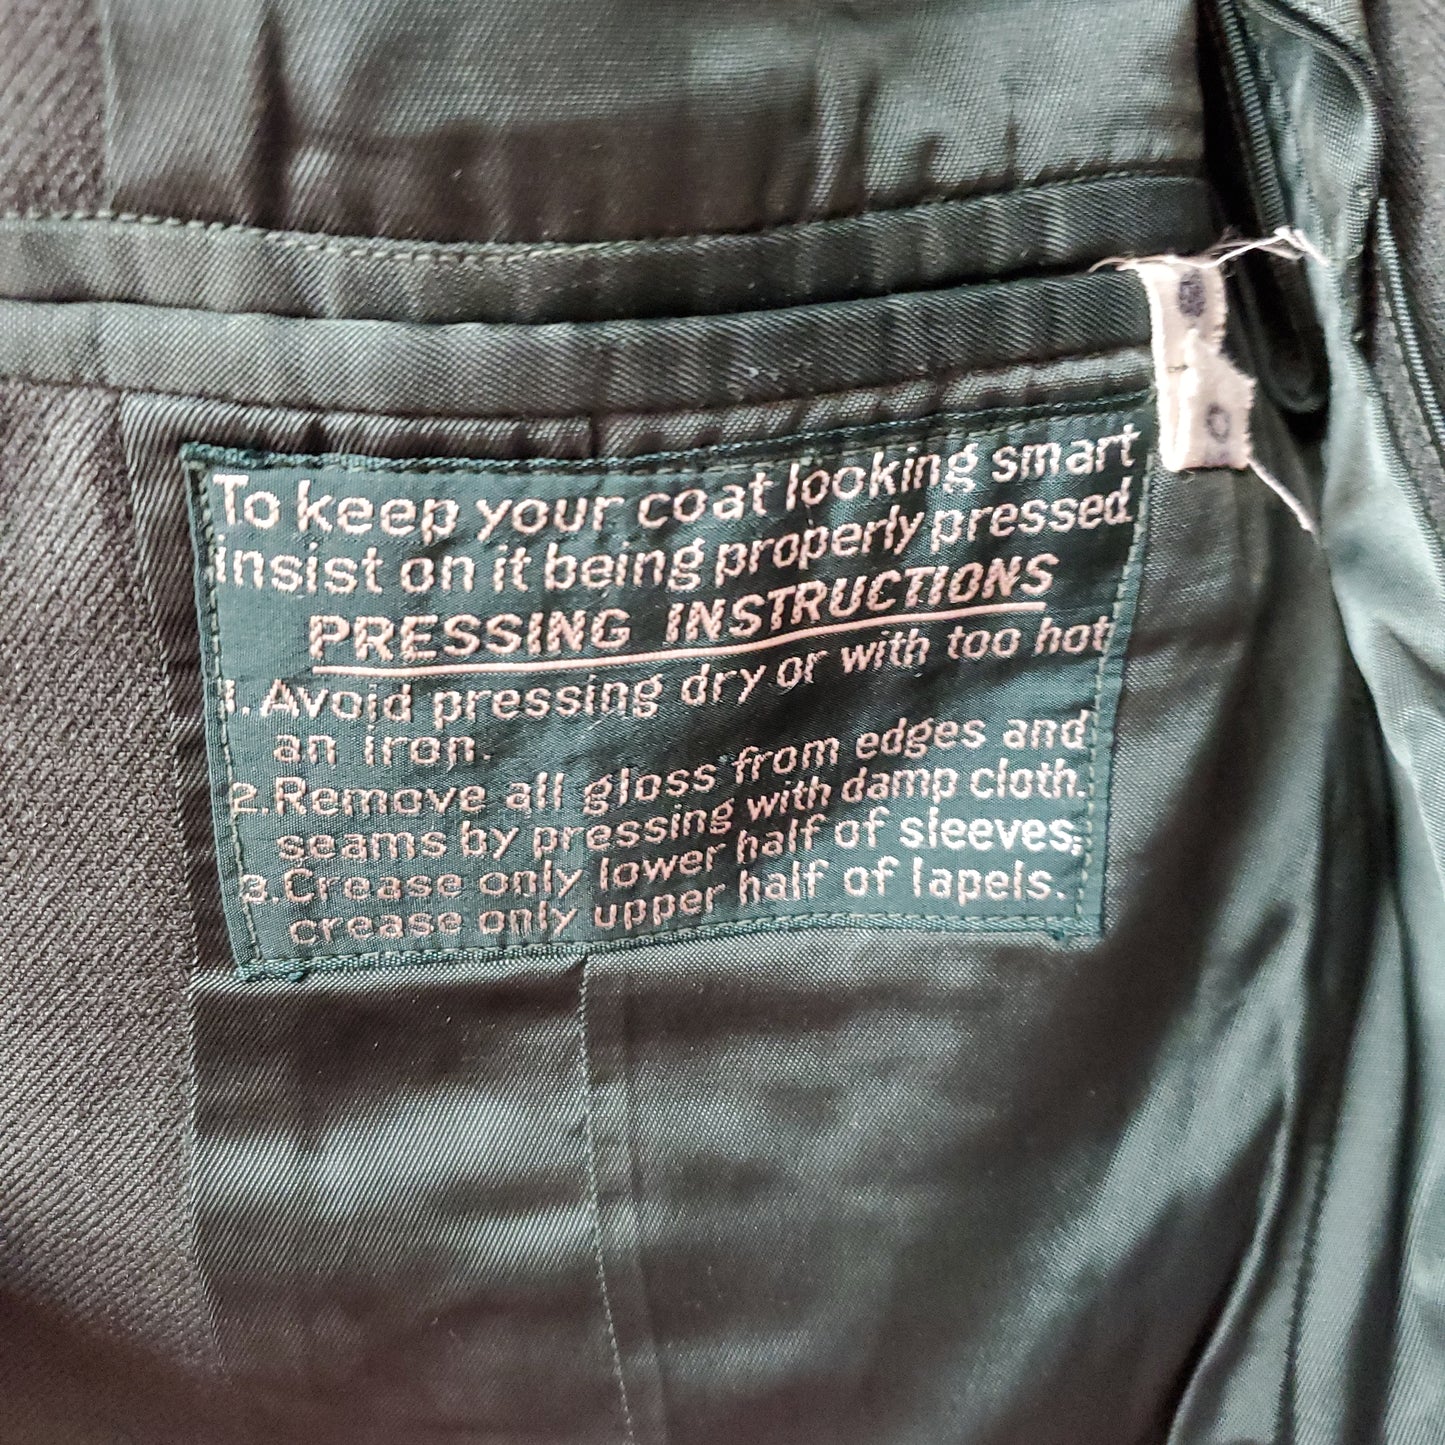 To keep your coat looking smart
insist on it being properly pressed
PRESSING INSTRUCTIONS
1. Avoid pressing dry or with too hot
an iron.
2. Remove all gloss from edges and
seams by pressing with damp cloth.
3. Crease only lower half of sleeves,
crease only upper half of lapels.